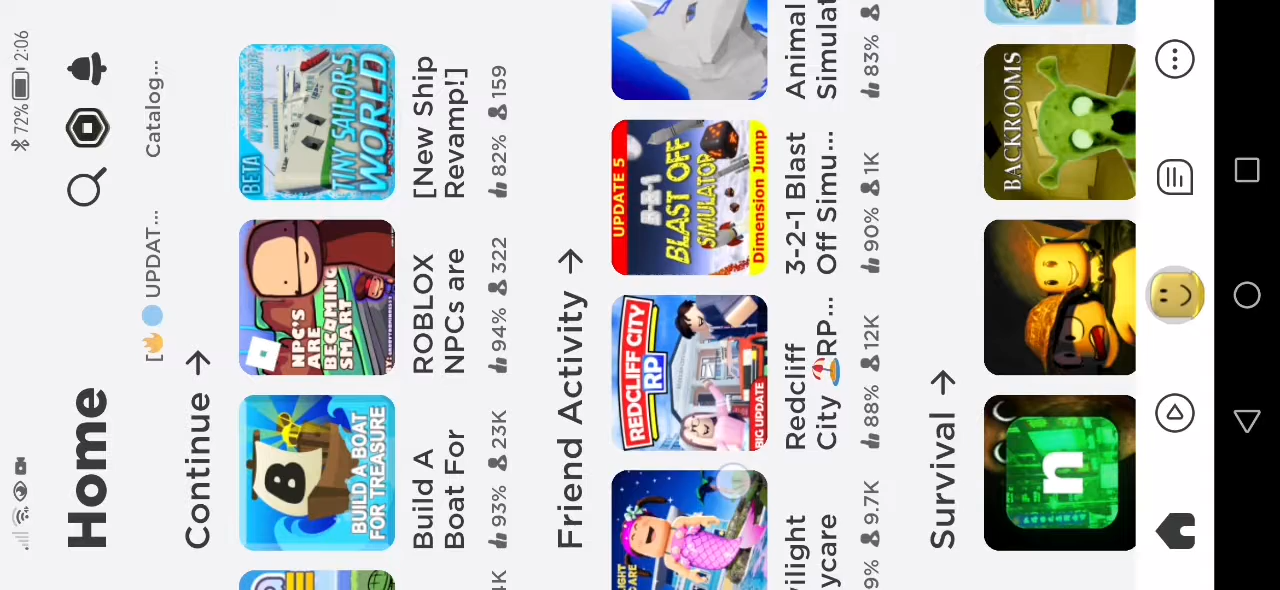 72% 2:06
Home
[🔥🔵UPDAT... Catalog...
Continue →
B
BUILD A BOAT
FOR TREASURE
NPC'S
ARE
BECOMING
SMART
BETA
TINY SAILORS
WORLD
Build A
Boat For
93% 23K
ROBLOX
NPCs are
94% 322
[New Ship
Revamp!]
82% 159
4K
Friend Activity →
REDCLIFF CITY
RP
BIG UPDATE
UPDATE 5
3-2-1
BLAST OFF
SIMULATOR
Dimension Jump
ilight
ycare
9% 9.7K
Redcliff
City 🏖️RP...
88% 12K
3-2-1 Blast
Off Simu...
90% 1K
Animal
Simulat
83%
Survival →
n
BACKROOMS